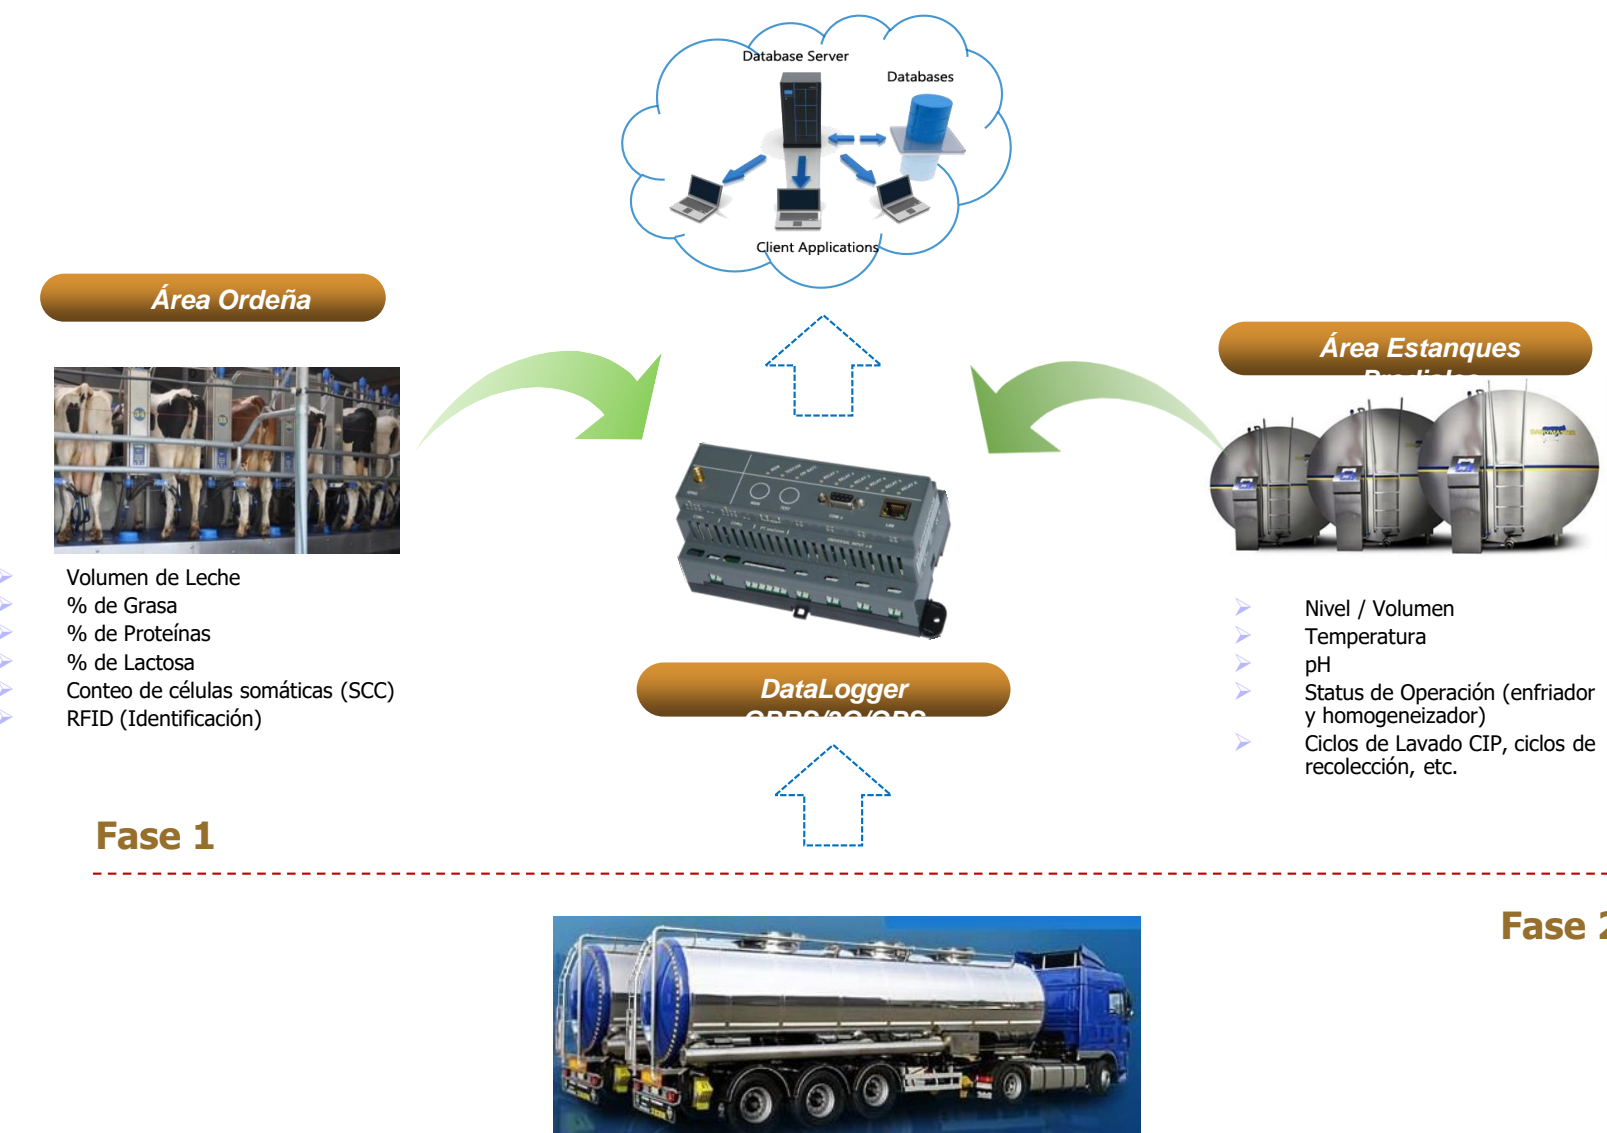 Database Server
Databases
Client Applications
Área Ordeña
Área Estanques
Volumen de Leche
% de Grasa
% de Proteínas
% de Lactosa
Conteo de células somáticas (SCC)
RFID (Identificación)
DataLogger
Nivel / Volumen
Temperatura
pH
Status de Operación (enfriador
y homogeneizador)
Ciclos de Lavado CIP, ciclos de
recolección, etc.
Fase 1
Fase 2